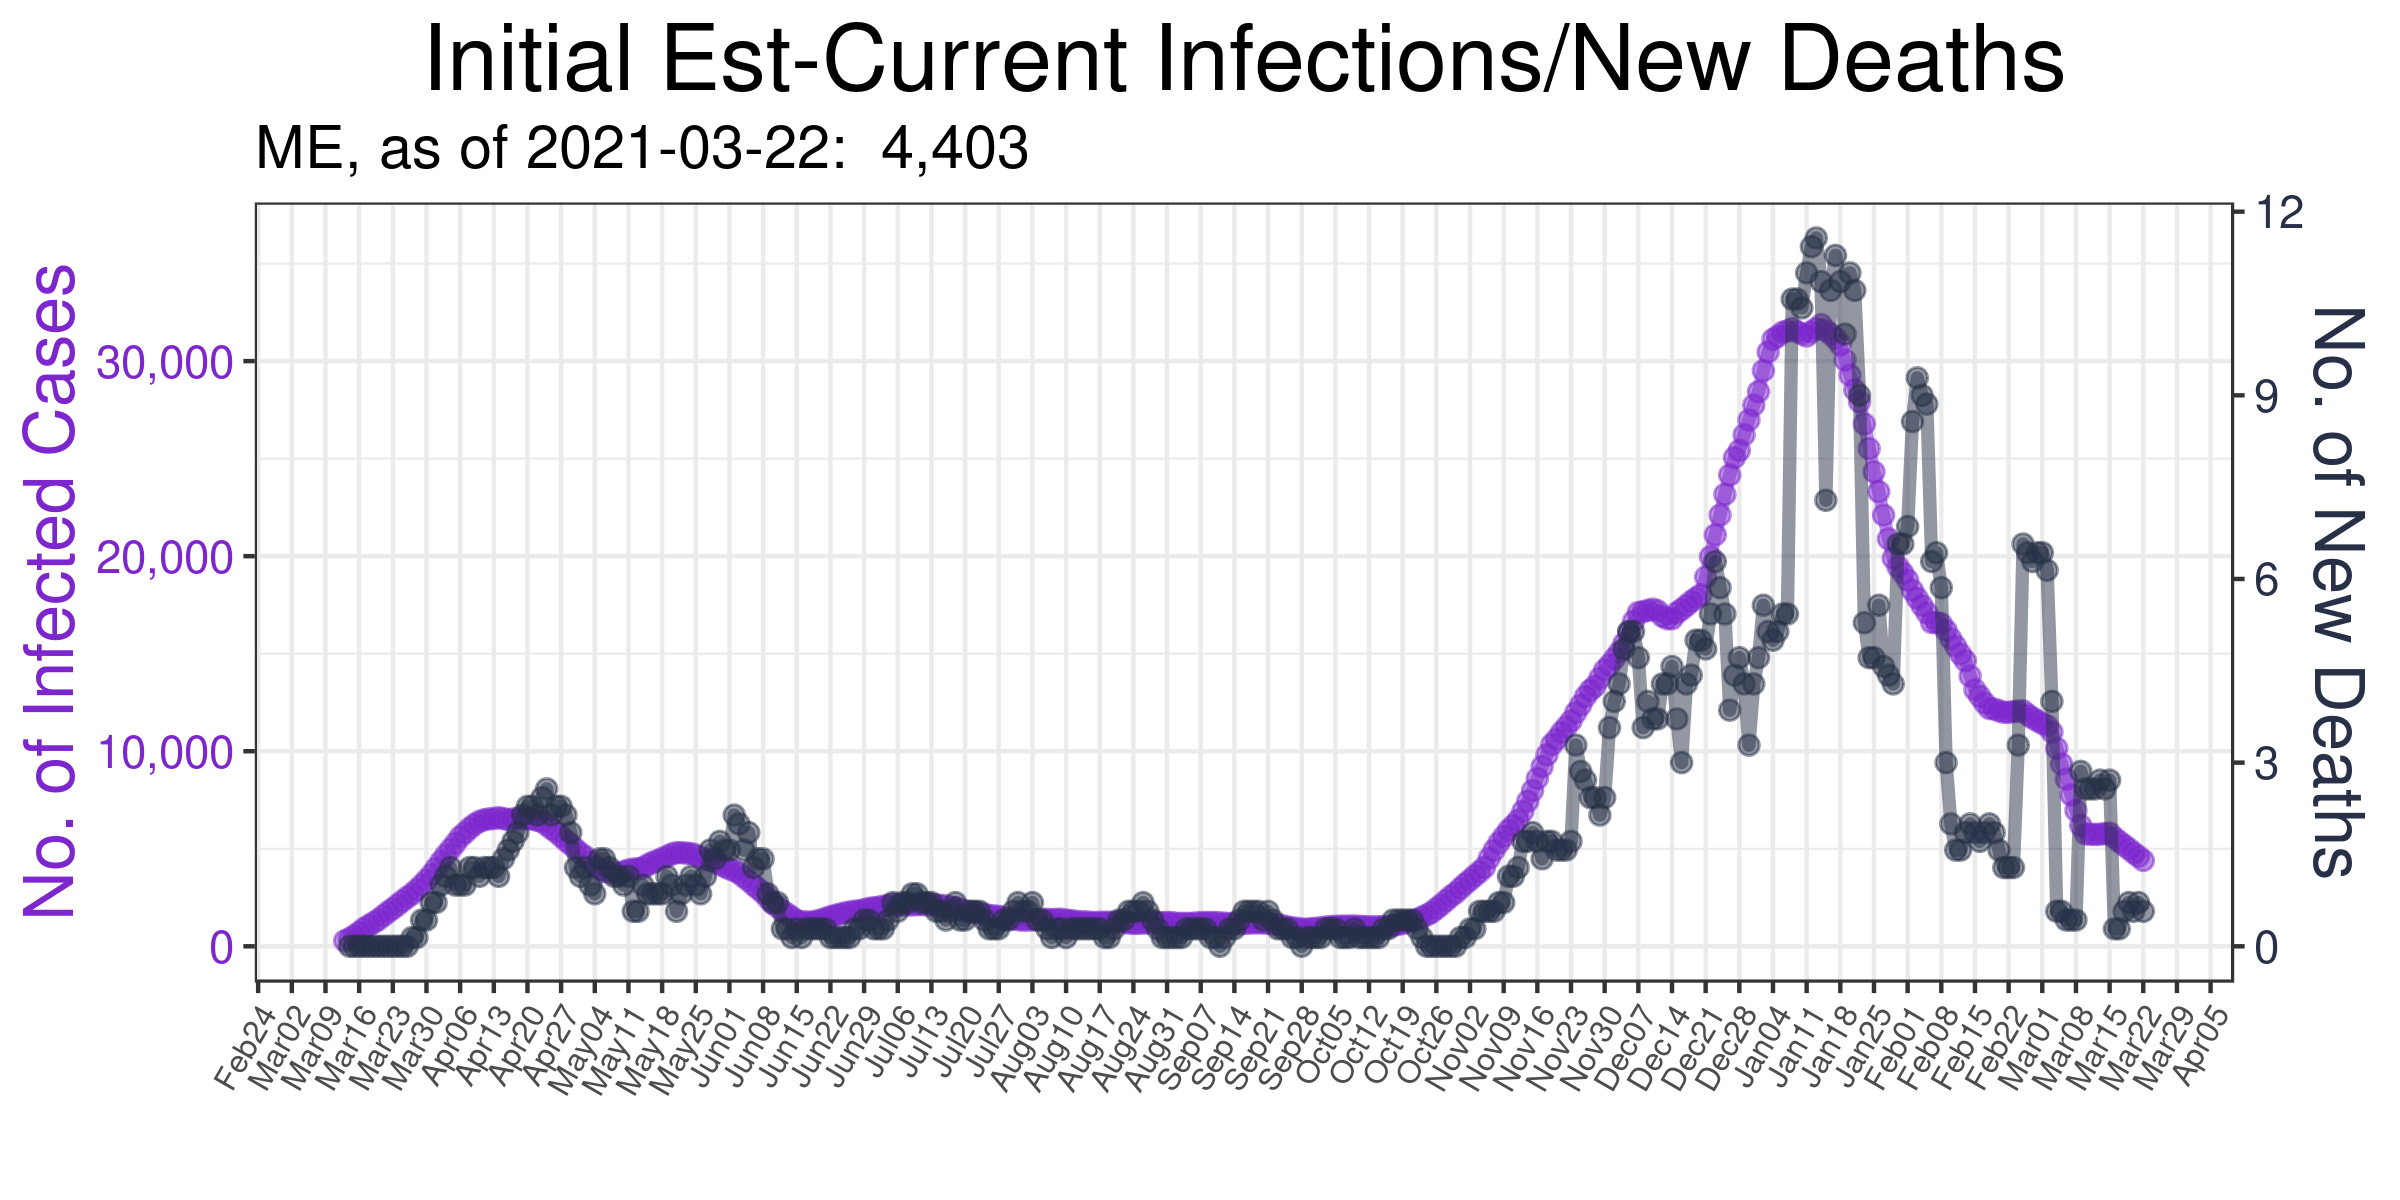 Initial Est-Current Infections/New Deaths
ME, as of 2021-03-22:  4,403
No. of Infected Cases
30,000
20,000
10,000
0
12
9
6
3
0
No. of New Deaths
Feb24
Mar02
Mar09
Mar16
Mar23
Mar30
Apr06
Apr13
Apr20
Apr27
May04
May11
May18
May25
Jun01
Jun08
Jun15
Jun22
Jun29
Jul06
Jul13
Jul20
Jul27
Aug03
Aug10
Aug17
Aug24
Aug31
Sep07
Sep14
Sep21
Sep28
Oct05
Oct12
Oct19
Oct26
Nov02
Nov09
Nov16
Nov23
Nov30
Dec07
Dec14
Dec21
Dec28
Jan04
Jan11
Jan18
Jan25
Feb01
Feb08
Feb15
Feb22
Mar01
Mar08
Mar15
Mar22
Mar29
Apr05